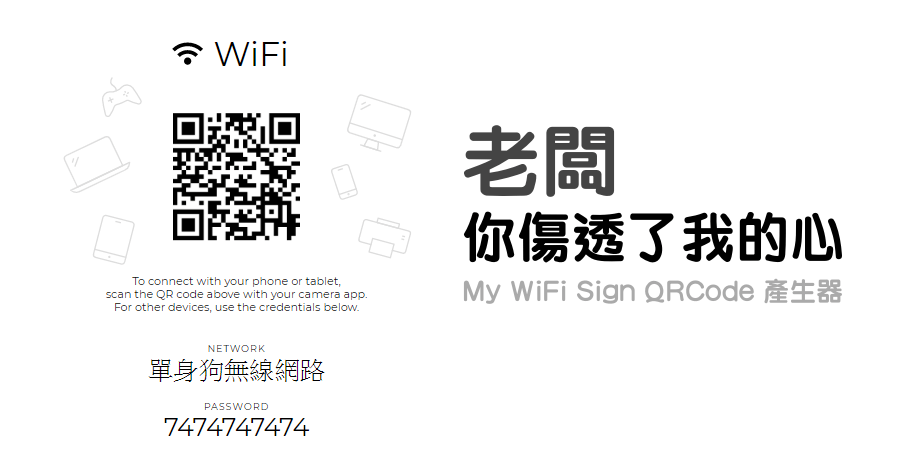 WiFi
To connect with your phone or tablet,
scan the QR code above with your camera app.
For other devices, use the credentials below.
NETWORK
單身狗無線網路
PASSWORD
7474747474
老闆
你傷透了我的心
My WiFi Sign QRCode 產生器